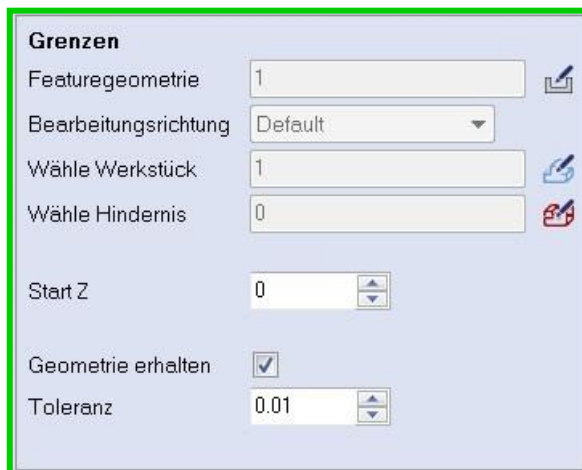 Grenzen
Featuregeometrie 1
Bearbeitungsrichtung Default
Wähle Werkstück 1
Wähle Hindernis 0
Start Z 0
Geometrie erhalten
Toleranz 0.01